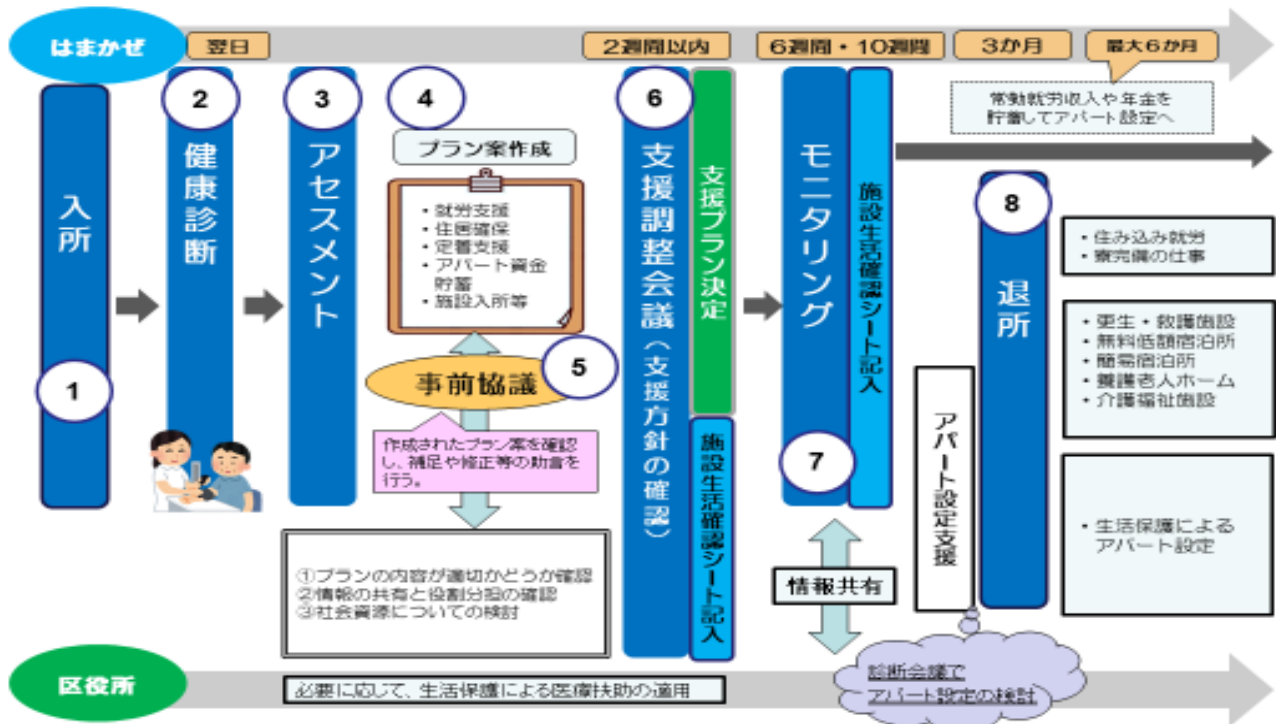 はまかぜ
翌日
2週間以内
6週間・10週間
3か月
最大6か月
常勤就労収入や年金を
貯蓄してアパート設定へ
1
入所
2
健康診断
3
アセスメント
4
プラン案作成
・就労支援
・住居確保
・定着支援
・アパート資金
貯蓄
・施設入所等
5
事前協議
作成されたプラン案を確認
し、補足や修正等の助言を
行う。
①プランの内容が適切かどうか確認
②情報の共有と役割分担の確認
③社会資源についての検討
6
支援調整会議(支援方針の確認)
支援プラン決定
施設生活確認シート記入
7
モニタリング
施設生活確認シート記入
情報共有
アパート設定支援
8
退所
・住み込み就労
・寮完備の仕事
・更生・救護施設
・無料低額宿泊所
・簡易宿泊所
・養護老人ホーム
・介護福祉施設
・生活保護による
アパート設定
診断会議で
アパート設定の検討
区役所
必要に応じて、生活保護による医療扶助の適用